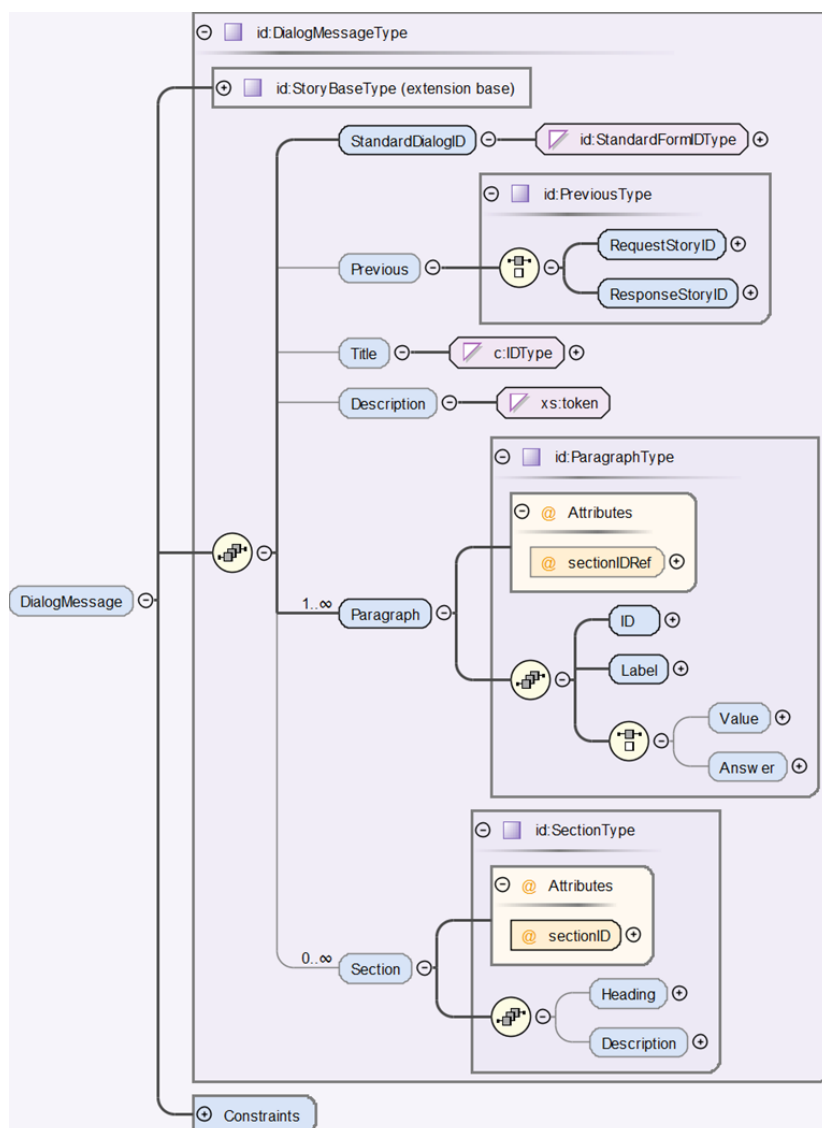 id:DialogMessageType
id:StoryBaseType (extension base)
StandardDialogID
id:StandardFormIDType
id:PreviousType
RequestStoryID
Previous
ResponseStoryID
Title
c:IDType
Description
xs:token
id:ParagraphType
@ Attributes
@ sectionIDRef
DialogMessage
1..∞
Paragraph
ID
Label
Value
Answer
id:SectionType
@ Attributes
@ sectionID
0..∞
Section
Heading
Description
Constraints